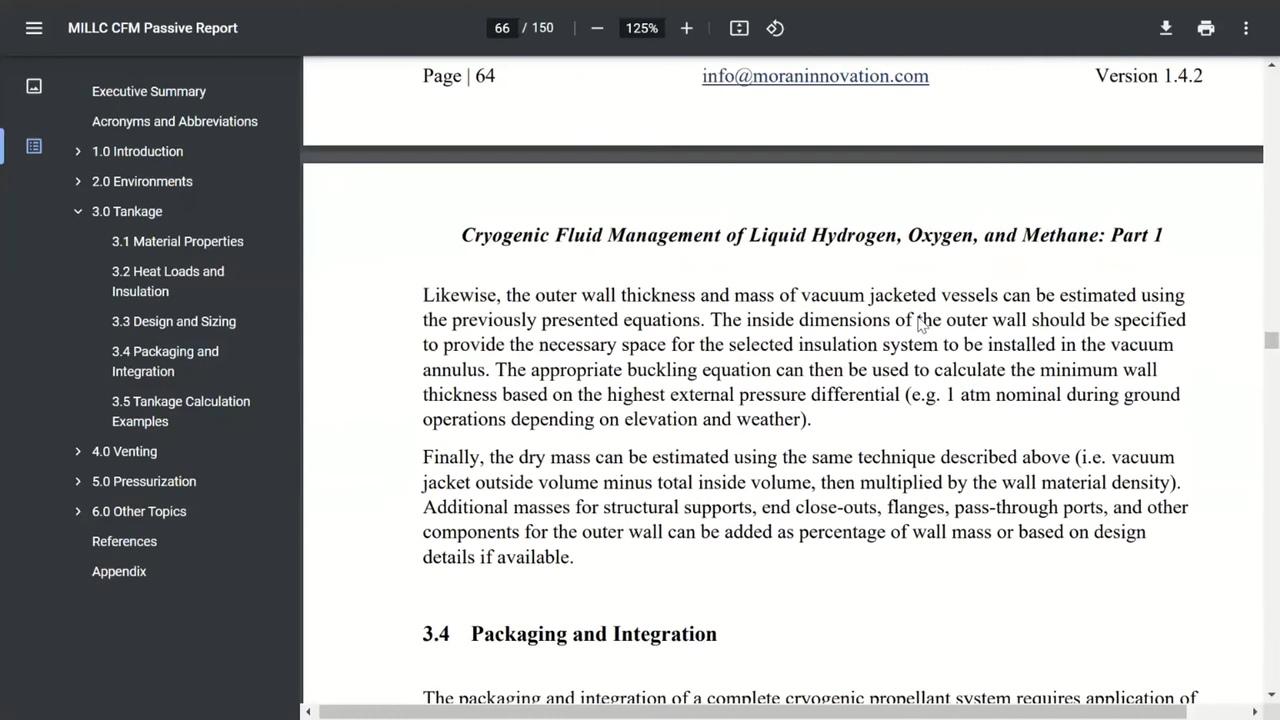 MILLC CFM Passive Report
66 / 150
125%
Executive Summary
Acronyms and Abbreviations
1.0 Introduction
2.0 Environments
3.0 Tankage
3.1 Material Properties
3.2 Heat Loads and
Insulation
3.3 Design and Sizing
3.4 Packaging and
Integration
3.5 Tankage Calculation
Examples
4.0 Venting
5.0 Pressurization
6.0 Other Topics
References
Appendix
Page | 64 info@moraninnovation.com Version 1.4.2
Cryogenic Fluid Management of Liquid Hydrogen, Oxygen, and Methane: Part 1
Likewise, the outer wall thickness and mass of vacuum jacketed vessels can be estimated using
the previously presented equations. The inside dimensions of the outer wall should be specified
to provide the necessary space for the selected insulation system to be installed in the vacuum
annulus. The appropriate buckling equation can then be used to calculate the minimum wall
thickness based on the highest external pressure differential (e.g. 1 atm nominal during ground
operations depending on elevation and weather).
Finally, the dry mass can be estimated using the same technique described above (i.e. vacuum
jacket outside volume minus total inside volume, then multiplied by the wall material density).
Additional masses for structural supports, end close-outs, flanges, pass-through ports, and other
components for the outer wall can be added as percentage of wall mass or based on design
details if available.
3.4 Packaging and Integration
The packaging and integration of a complete cryogenic propellant system requires application of